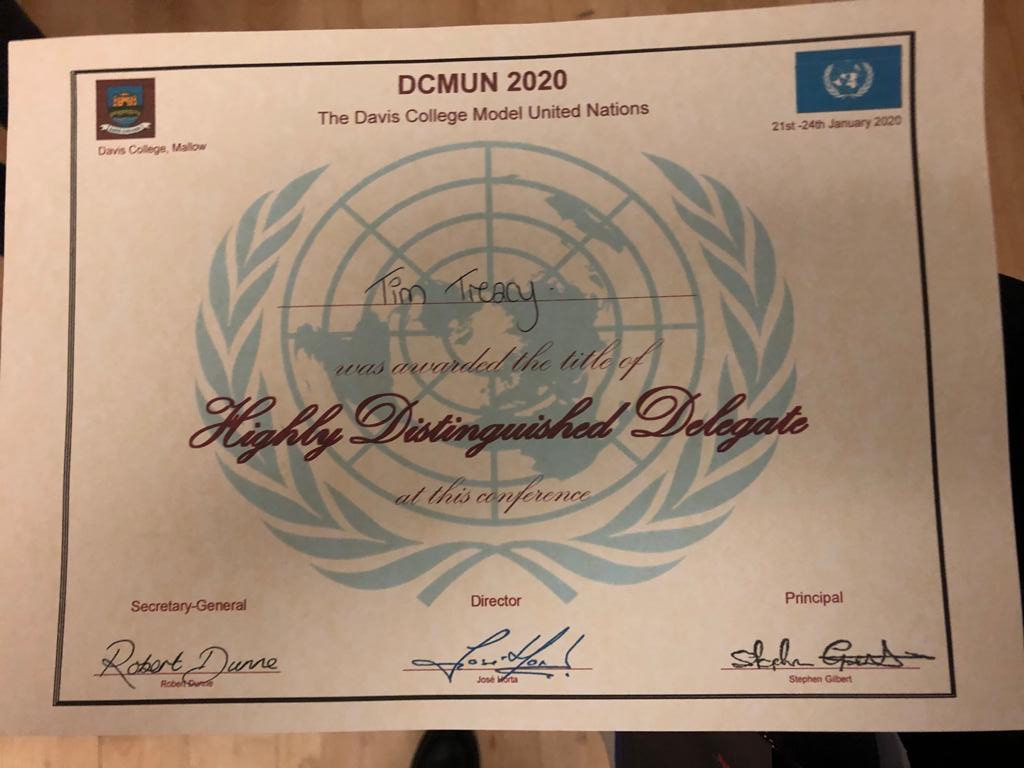 DCMUN 2020
The Davis College Model United Nations
Davis College, Mallow
21st -24th January 2020
Tim Treacy
was awarded the title of
Highly Distinguished Delegate
at this conference
Secretary-General
Director
Principal
Robert Dunne
Robert Dunne
José Horta
Stephen Gilbert